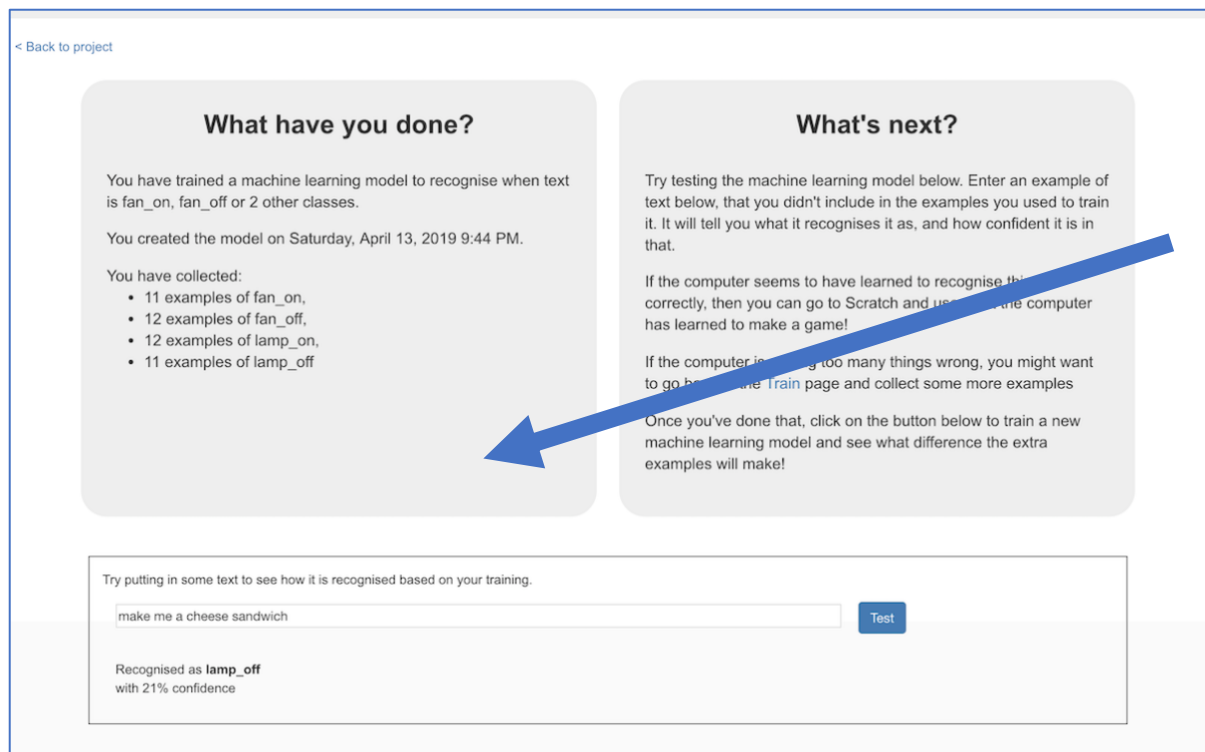 < Back to project
What have you done?
You have trained a machine learning model to recognise when text
is fan_on, fan_off or 2 other classes.
You created the model on Saturday, April 13, 2019 9:44 PM.
You have collected:
• 11 examples of fan_on,
• 12 examples of fan_off,
• 12 examples of lamp_on,
• 11 examples of lamp_off
What's next?
Try testing the machine learning model below. Enter an example of
text below, that you didn't include in the examples you used to train
it. It will tell you what it recognises it as, and how confident it is in
that.
If the computer seems to have learned to recognise
correctly, then you can go to Scratch and the computer
has learned to make a game!
If the computer is too many things wrong, you might want
to go the Train page and collect some more examples
Once you've done that, click on the button below to train a new
machine learning model and see what difference the extra
examples will make!
Try putting in some text to see how it is recognised based on your training.
make me a cheese sandwich
Test
Recognised as lamp_off
with 21% confidence